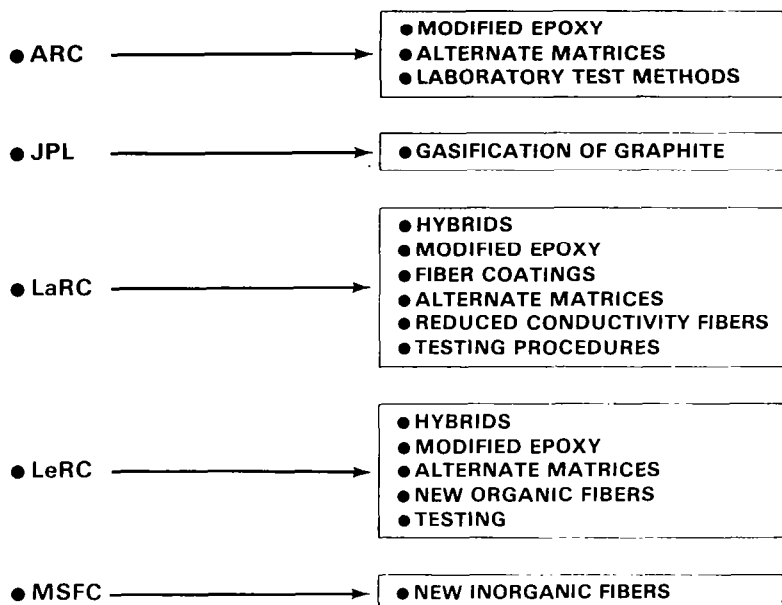 ● ARC
● MODIFIED EPOXY
● ALTERNATE MATRICES
● LABORATORY TEST METHODS
● JPL
● GASIFICATION OF GRAPHITE
● LaRC
● HYBRIDS
● MODIFIED EPOXY
● FIBER COATINGS
● ALTERNATE MATRICES
● REDUCED CONDUCTIVITY FIBERS
● TESTING PROCEDURES
● LeRC
● HYBRIDS
● MODIFIED EPOXY
● ALTERNATE MATRICES
● NEW ORGANIC FIBERS
● TESTING
● MSFC
● NEW INORGANIC FIBERS